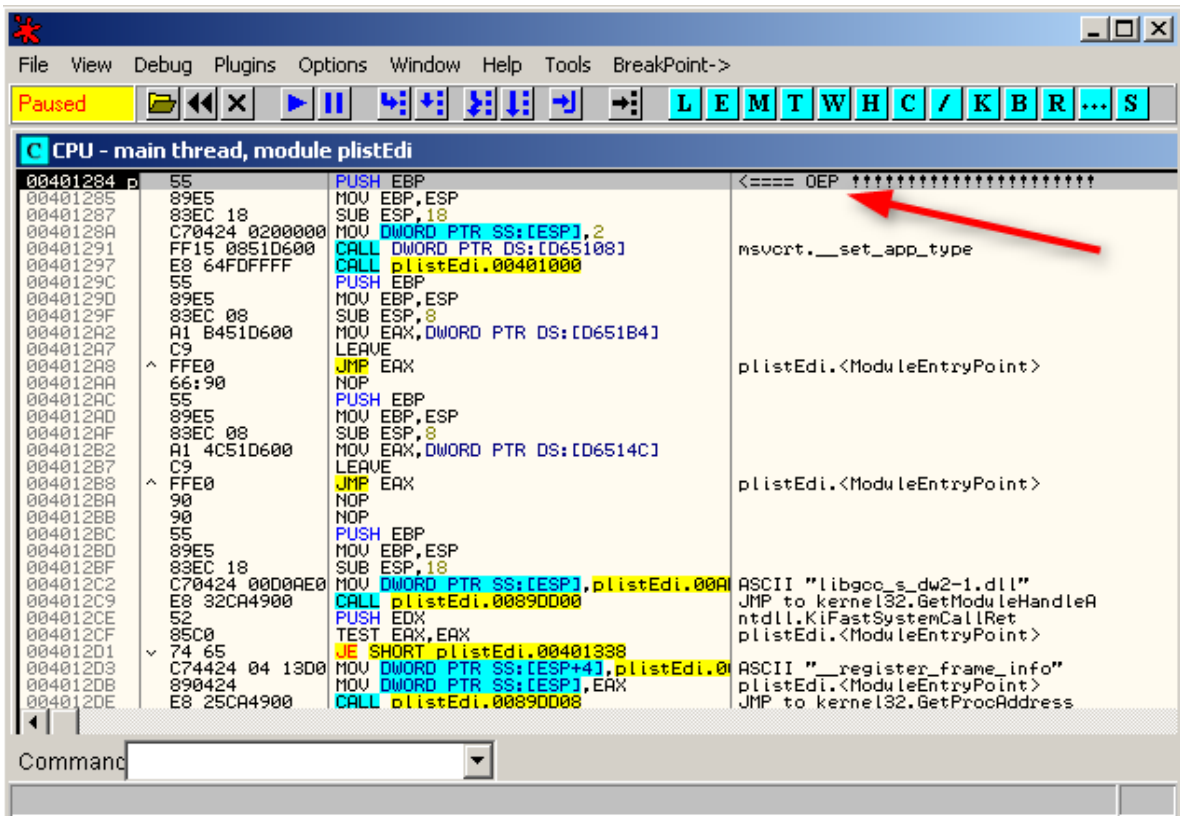 File View Debug Plugins Options Window Help Tools BreakPoint->
Paused L E M T W H C / K B R ... S
C CPU - main thread, module plistEdi
00401284 p 55 PUSH EBP <==== OEP !!!!!!!!!!!!!!!!!!!!!!
00401285 89E5 MOV EBP,ESP
00401287 83EC 18 SUB ESP,18
0040128A C70424 0200000 MOV DWORD PTR SS:[ESP],2
00401291 FF15 0851D600 CALL DWORD PTR DS:[D65108] msvcrt.__set_app_type
00401297 E8 64FDFFFF CALL plistEdi.00401000
0040129C 55 PUSH EBP
0040129D 89E5 MOV EBP,ESP
0040129F 83EC 08 SUB ESP,8
004012A2 A1 B451D600 MOV EAX,DWORD PTR DS:[D651B4]
004012A7 C9 LEAVE
004012A8 ^ FFE0 JMP EAX plistEdi.<ModuleEntryPoint>
004012AA 66:90 NOP
004012AC 55 PUSH EBP
004012AD 89E5 MOV EBP,ESP
004012AF 83EC 08 SUB ESP,8
004012B2 A1 4C51D600 MOV EAX,DWORD PTR DS:[D6514C]
004012B7 C9 LEAVE
004012B8 ^ FFE0 JMP EAX plistEdi.<ModuleEntryPoint>
004012BA 90 NOP
004012BB 90 NOP
004012BC 55 PUSH EBP
004012BD 89E5 MOV EBP,ESP
004012BF 83EC 18 SUB ESP,18
004012C2 C70424 00D0AE0 MOV DWORD PTR SS:[ESP],plistEdi.00A ASCII "libgcc_s_dw2-1.dll"
004012C9 E8 32CA4900 CALL plistEdi.0089DD00 JMP to kernel32.GetModuleHandleA
004012CE 52 PUSH EDX ntdll.KiFastSystemCallRet
004012CF 85C0 TEST EAX,EAX plistEdi.<ModuleEntryPoint>
004012D1 v 74 65 JE SHORT plistEdi.00401338
004012D3 C74424 04 13D0 MOV DWORD PTR SS:[ESP+4],plistEdi.0 ASCII "__register_frame_info"
004012DB 890424 MOV DWORD PTR SS:[ESP],EAX plistEdi.<ModuleEntryPoint>
004012DE E8 25CA4900 CALL plistEdi.0089DD08 JMP to kernel32.GetProcAddress
Command